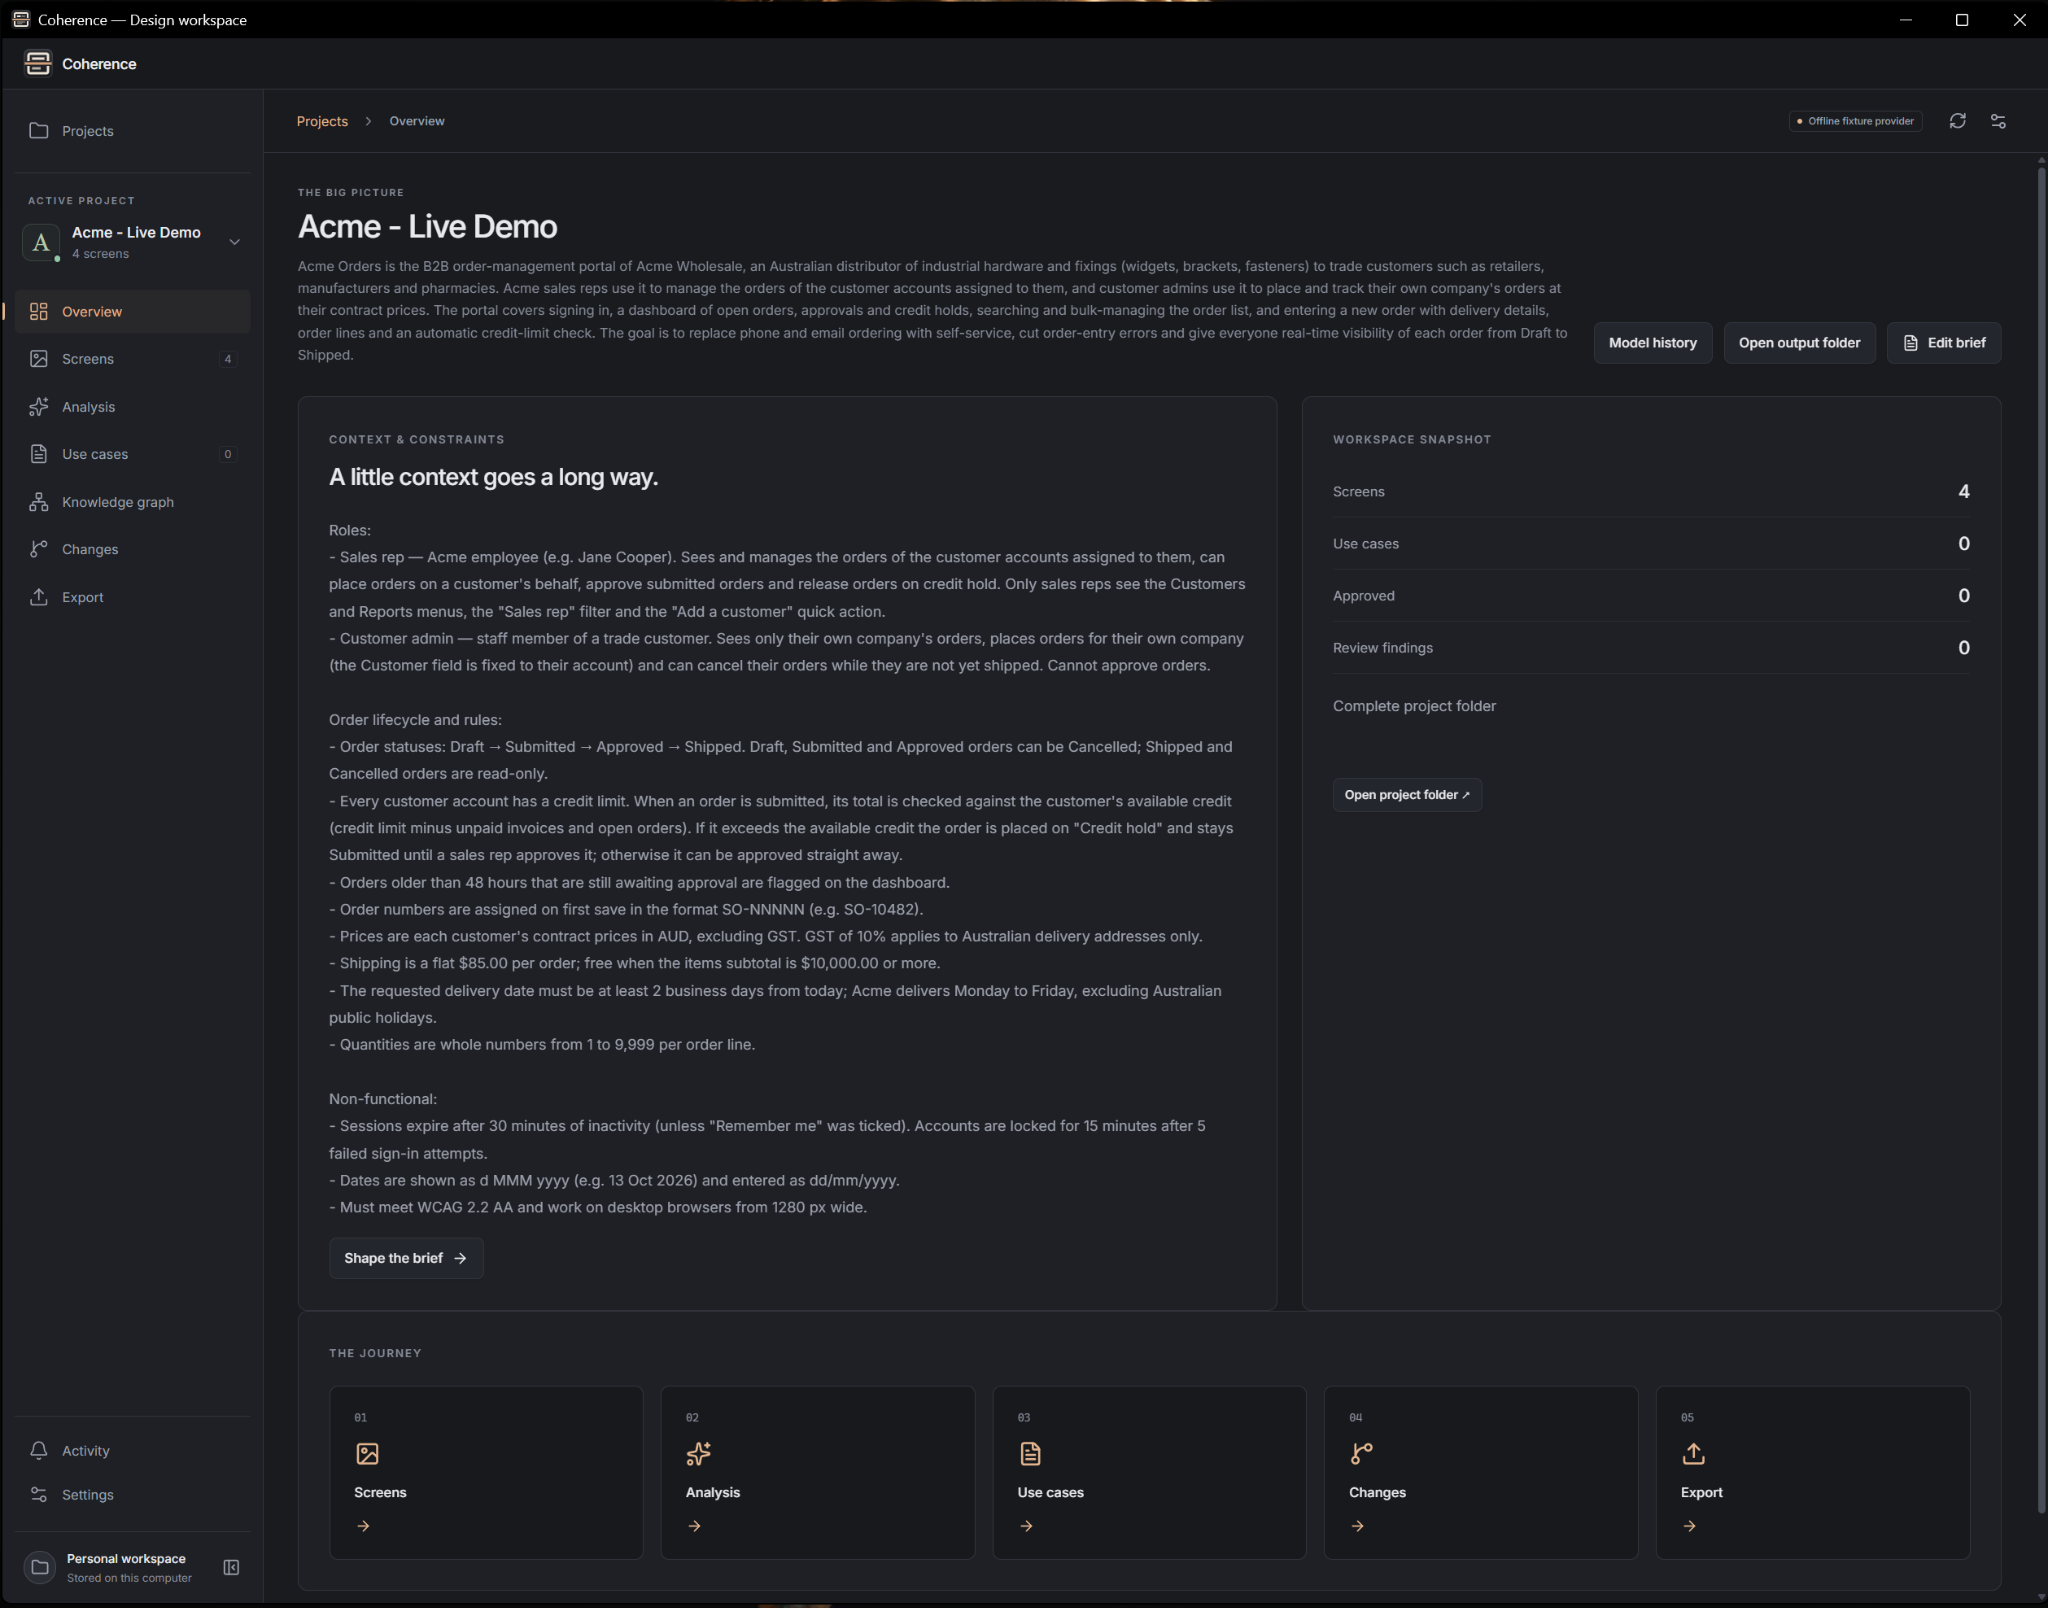 Coherence — Design workspace
Coherence
Projects
ACTIVE PROJECT
A
Acme - Live Demo
4 screens
Overview
Screens
4
Analysis
Use cases
0
Knowledge graph
Changes
Export
Activity
Settings
Personal workspace
Stored on this computer
Projects > Overview
Offline fixture provider
THE BIG PICTURE
Acme - Live Demo
Acme Orders is the B2B order-management portal of Acme Wholesale, an Australian distributor of industrial hardware and fixings (widgets, brackets, fasteners) to trade customers such as retailers,
manufacturers and pharmacies. Acme sales reps use it to manage the orders of the customer accounts assigned to them, and customer admins use it to place and track their own company's orders at
their contract prices. The portal covers signing in, a dashboard of open orders, approvals and credit holds, searching and bulk-managing the order list, and entering a new order with delivery details,
order lines and an automatic credit-limit check. The goal is to replace phone and email ordering with self-service, cut order-entry errors and give everyone real-time visibility of each order from Draft to
Shipped.
Model history
Open output folder
Edit brief
CONTEXT & CONSTRAINTS
A little context goes a long way.
Roles:
- Sales rep — Acme employee (e.g. Jane Cooper). Sees and manages the orders of the customer accounts assigned to them, can
place orders on a customer's behalf, approve submitted orders and release orders on credit hold. Only sales reps see the Customers
and Reports menus, the "Sales rep" filter and the "Add a customer" quick action.
- Customer admin — staff member of a trade customer. Sees only their own company's orders, places orders for their own company
(the Customer field is fixed to their account) and can cancel their orders while they are not yet shipped. Cannot approve orders.
Order lifecycle and rules:
- Order statuses: Draft → Submitted → Approved → Shipped. Draft, Submitted and Approved orders can be Cancelled; Shipped and
Cancelled orders are read-only.
- Every customer account has a credit limit. When an order is submitted, its total is checked against the customer's available credit
(credit limit minus unpaid invoices and open orders). If it exceeds the available credit the order is placed on "Credit hold" and stays
Submitted until a sales rep approves it; otherwise it can be approved straight away.
- Orders older than 48 hours that are still awaiting approval are flagged on the dashboard.
- Order numbers are assigned on first save in the format SO-NNNNN (e.g. SO-10482).
- Prices are each customer's contract prices in AUD, excluding GST. GST of 10% applies to Australian delivery addresses only.
- Shipping is a flat $85.00 per order; free when the items subtotal is $10,000.00 or more.
- The requested delivery date must be at least 2 business days from today; Acme delivers Monday to Friday, excluding Australian
public holidays.
- Quantities are whole numbers from 1 to 9,999 per order line.
Non-functional:
- Sessions expire after 30 minutes of inactivity (unless "Remember me" was ticked). Accounts are locked for 15 minutes after 5
failed sign-in attempts.
- Dates are shown as d MMM yyyy (e.g. 13 Oct 2026) and entered as dd/mm/yyyy.
- Must meet WCAG 2.2 AA and work on desktop browsers from 1280 px wide.
Shape the brief →
WORKSPACE SNAPSHOT
Screens 4
Use cases 0
Approved 0
Review findings 0
Complete project folder
Open project folder ↗
THE JOURNEY
01
Screens
→
02
Analysis
→
03
Use cases
→
04
Changes
→
05
Export
→